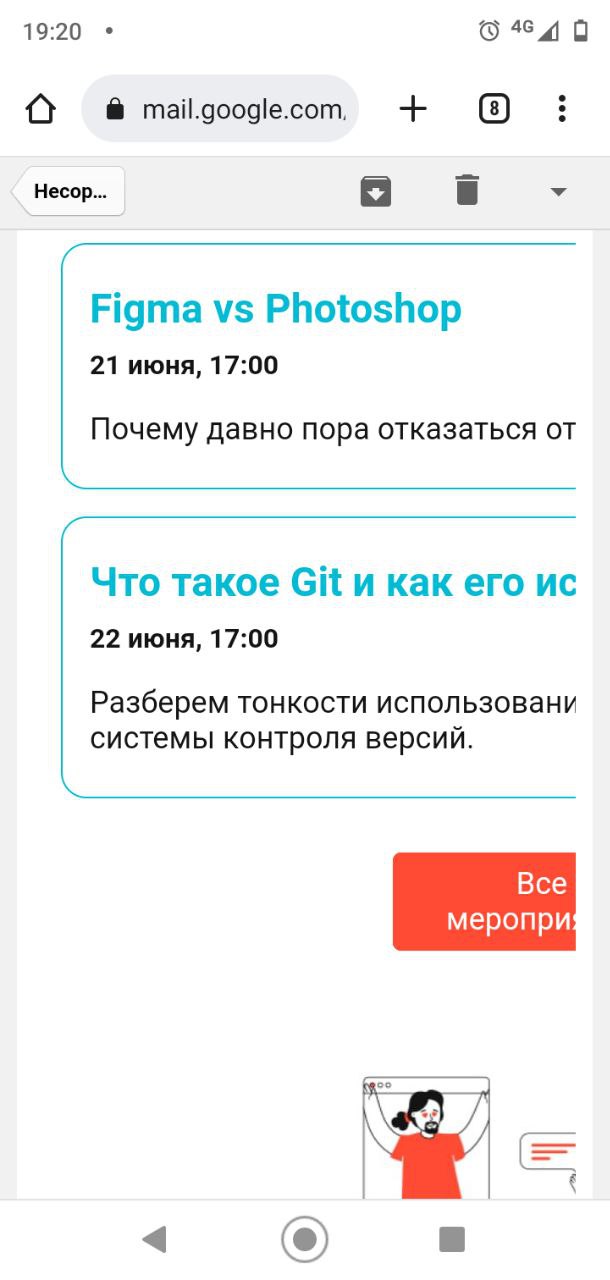 19:20
4G
mail.google.com
8
Несор...
Figma vs Photoshop
21 июня, 17:00
Почему давно пора отказаться от
Что такое Git и как его ис
22 июня, 17:00
Разберем тонкости использовани
системы контроля версий.
Все
меропри